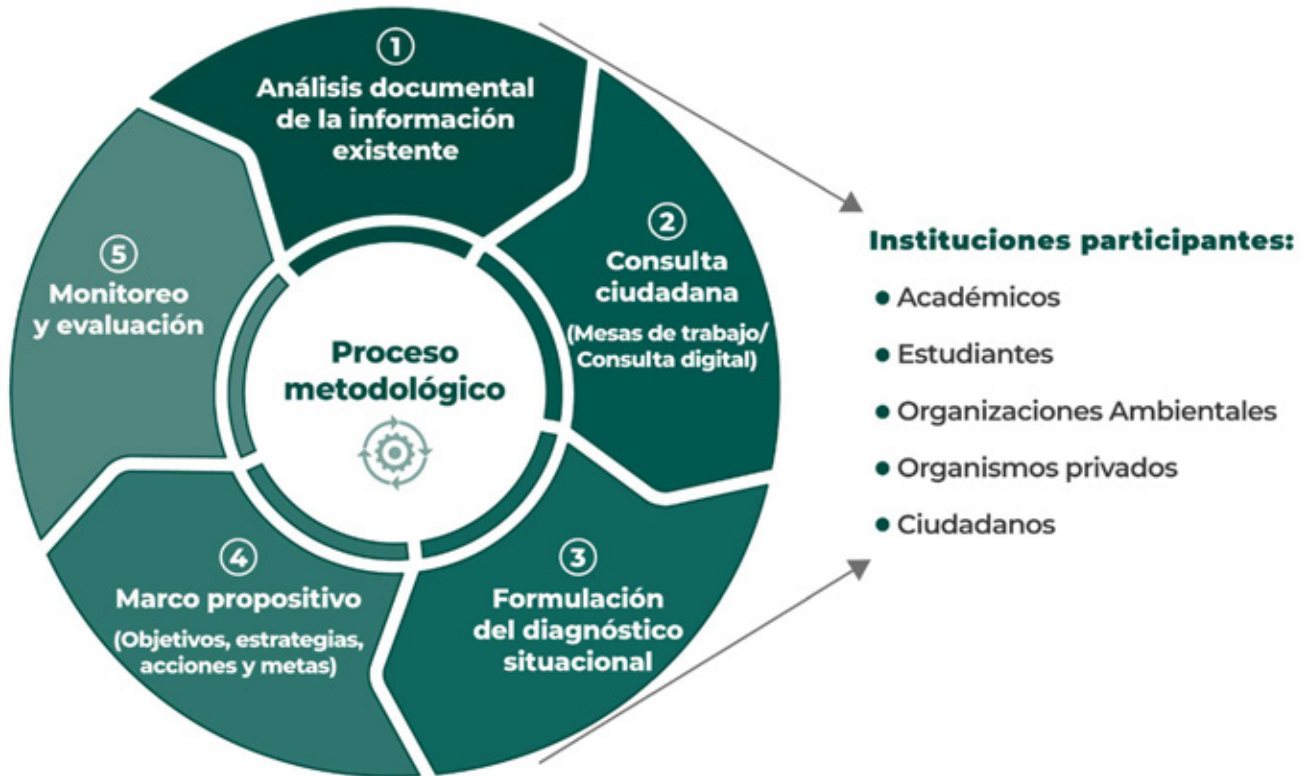 ①
Análisis documental
de la información
existente
②
Consulta
ciudadana
(Mesas de trabajo/
Consulta digital)
③
Formulación
del diagnóstico
situacional
④
Marco propositivo
(Objetivos, estrategias,
acciones y metas)
⑤
Monitoreo
y evaluación
Proceso
metodológico
Instituciones participantes:
• Académicos
• Estudiantes
• Organizaciones Ambientales
• Organismos privados
• Ciudadanos